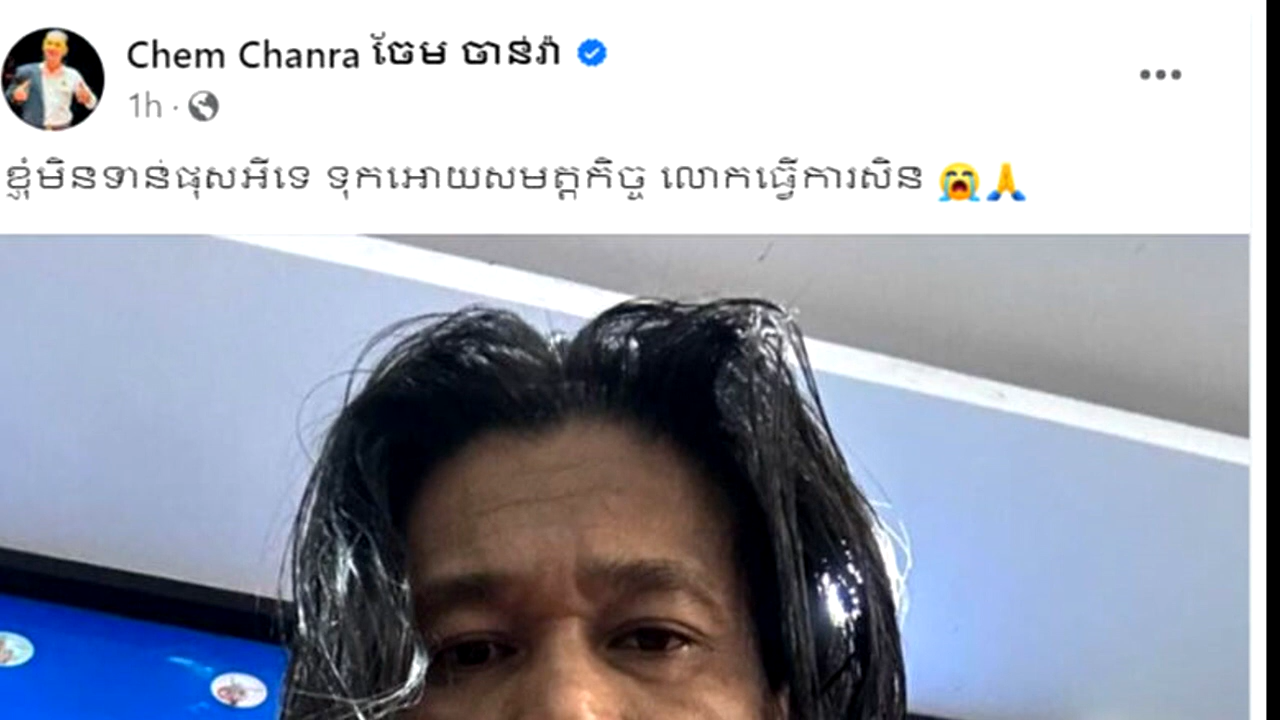 Chem Chanra ចែម ចាន់រ៉ា
1h ·
ខ្ញុំមិនទាន់ផុសអីទេ ទុកអោយសមត្តកិច្ច លោកធ្វើការសិន 😭🙏